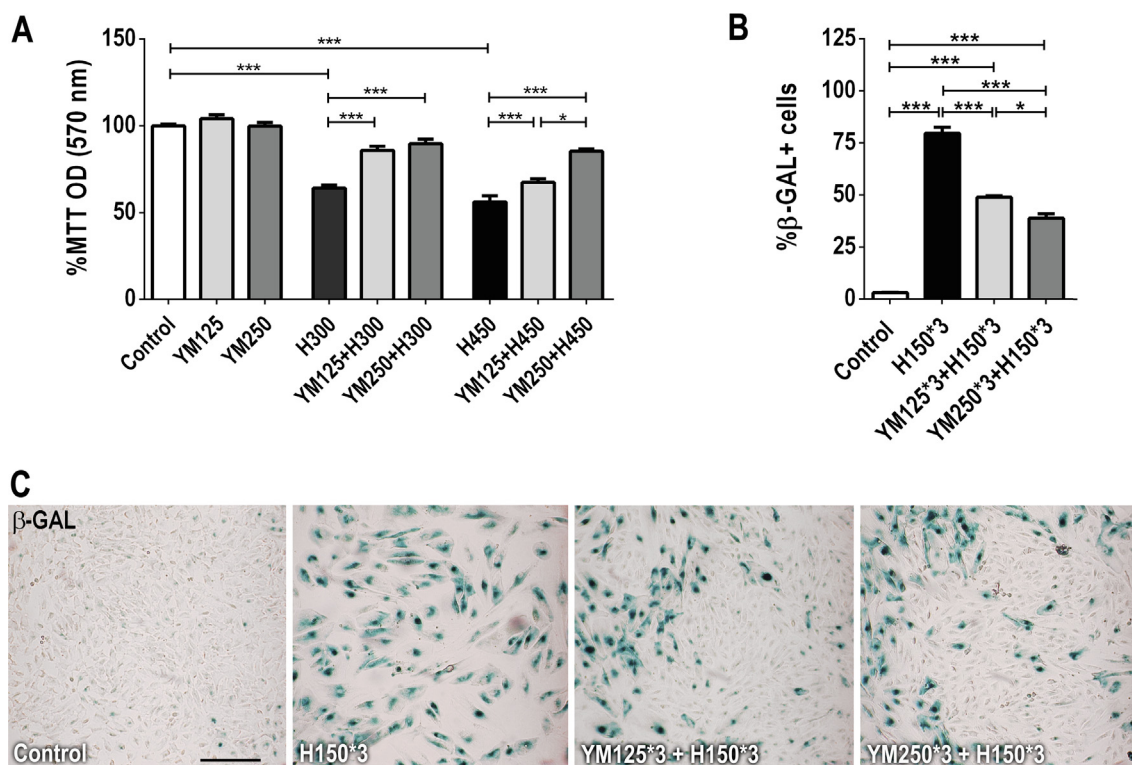 A
%MTT OD (570 nm)
150
100
50
0
***
***
***
***
***
***
*
Control
YM125
YM250
H300
YM125+H300
YM250+H300
H450
YM125+H450
YM250+H450
B
%β-GAL+ cells
125
100
75
50
25
0
***
***
***
***
***
*
Control
H150*3
YM125*3+H150*3
YM250*3+H150*3
C
β-GAL
Control
H150*3
YM125*3 + H150*3
YM250*3 + H150*3